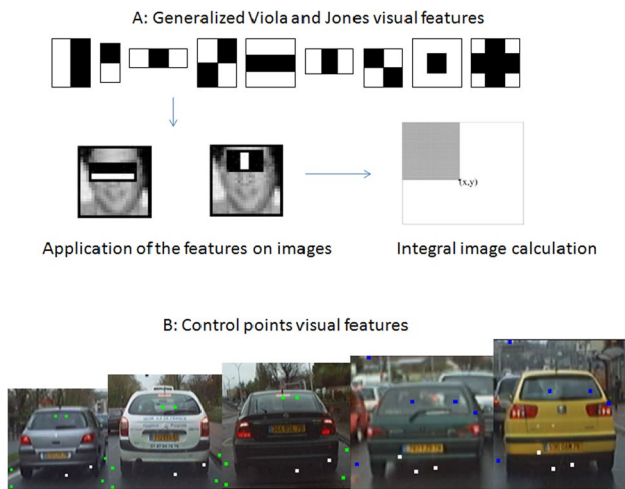 A: Generalized Viola and Jones visual features
(x,y)
Application of the features on images
Integral image calculation
B: Control points visual features